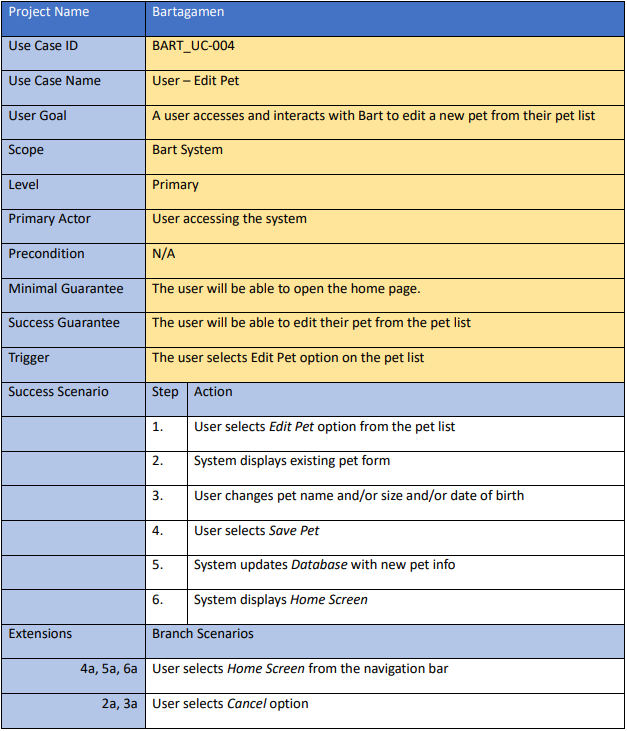 Project Name Bartagamen
Use Case ID BART_UC-004
Use Case Name User – Edit Pet
User Goal A user accesses and interacts with Bart to edit a new pet from their pet list
Scope Bart System
Level Primary
Primary Actor User accessing the system
Precondition N/A
Minimal Guarantee The user will be able to open the home page.
Success Guarantee The user will be able to edit their pet from the pet list
Trigger The user selects Edit Pet option on the pet list
Success Scenario Step Action
1. User selects Edit Pet option from the pet list
2. System displays existing pet form
3. User changes pet name and/or size and/or date of birth
4. User selects Save Pet
5. System updates Database with new pet info
6. System displays Home Screen
Extensions Branch Scenarios
4a, 5a, 6a User selects Home Screen from the navigation bar
2a, 3a User selects Cancel option